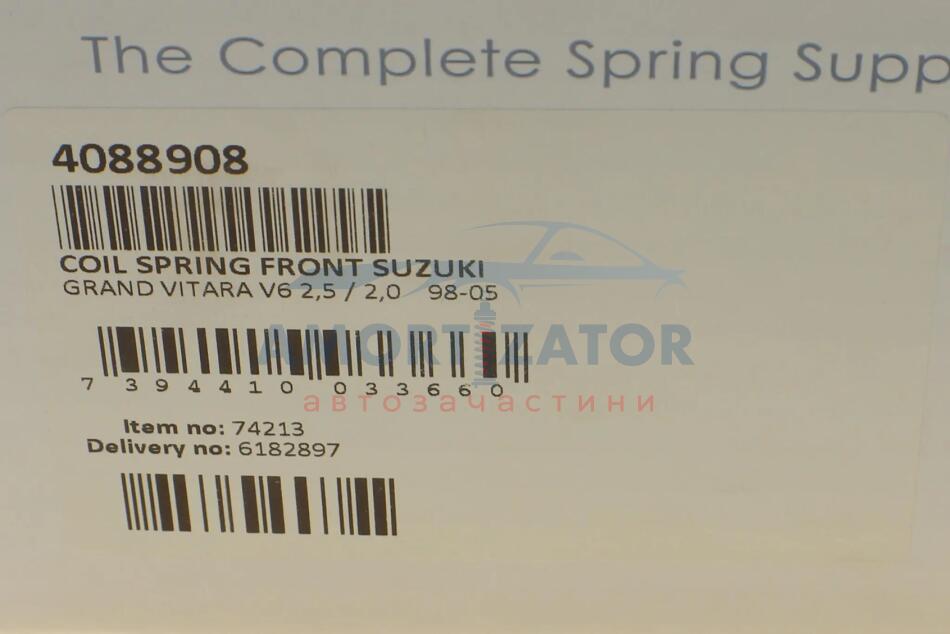 The Complete Spring Supp
4088908
COIL SPRING FRONT SUZUKI
GRAND VITARA V6 2,5 / 2,0 98-05
AMORTIZATOR
7 394410 033660
автозачастини
Item no: 74213
Delivery no: 6182897